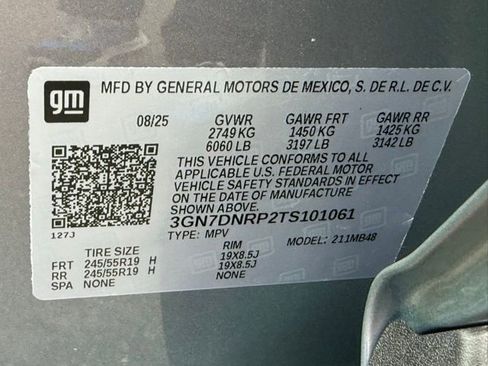 gm
MFD BY GENERAL MOTORS DE MEXICO, S. DE R.L. DE C.V.
08/25 GVWR GAWR FRT GAWR RR
2749 KG 1450 KG 1425 KG
6060 LB 3197 LB 3142 LB
THIS VEHICLE CONFORMS TO ALL
APPLICABLE U.S. FEDERAL MOTOR
VEHICLE SAFETY STANDARDS IN EFFECT
ON THE DATE OF MANUFACTURE
SHOWN ABOVE.
3GN7DNRP2TS101061
127J TYPE: MPV MODEL: 211MB48
TIRE SIZE RIM
FRT 245/55R19 H 19X8.5J
RR 245/55R19 H 19X8.5J
SPA NONE NONE